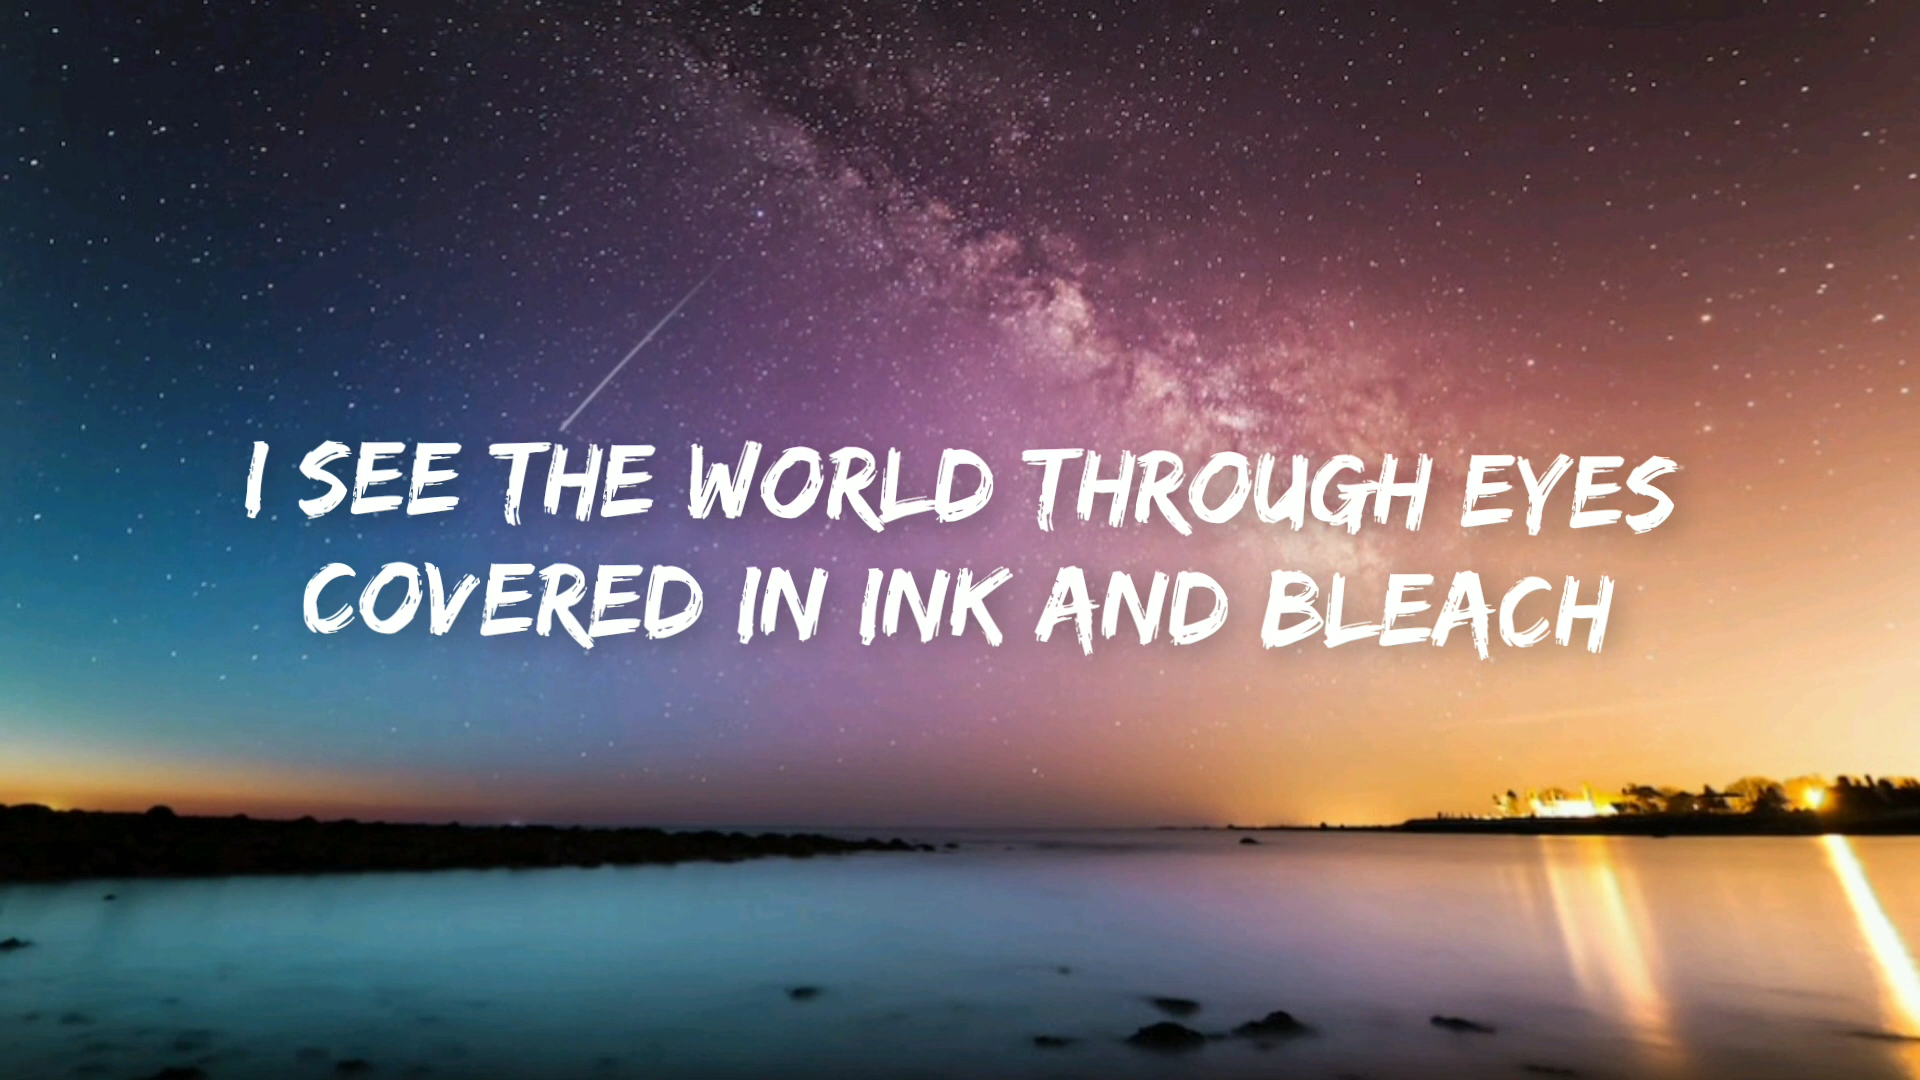 I SEE THE WORLD THROUGH EYES
COVERED IN INK AND BLEACH